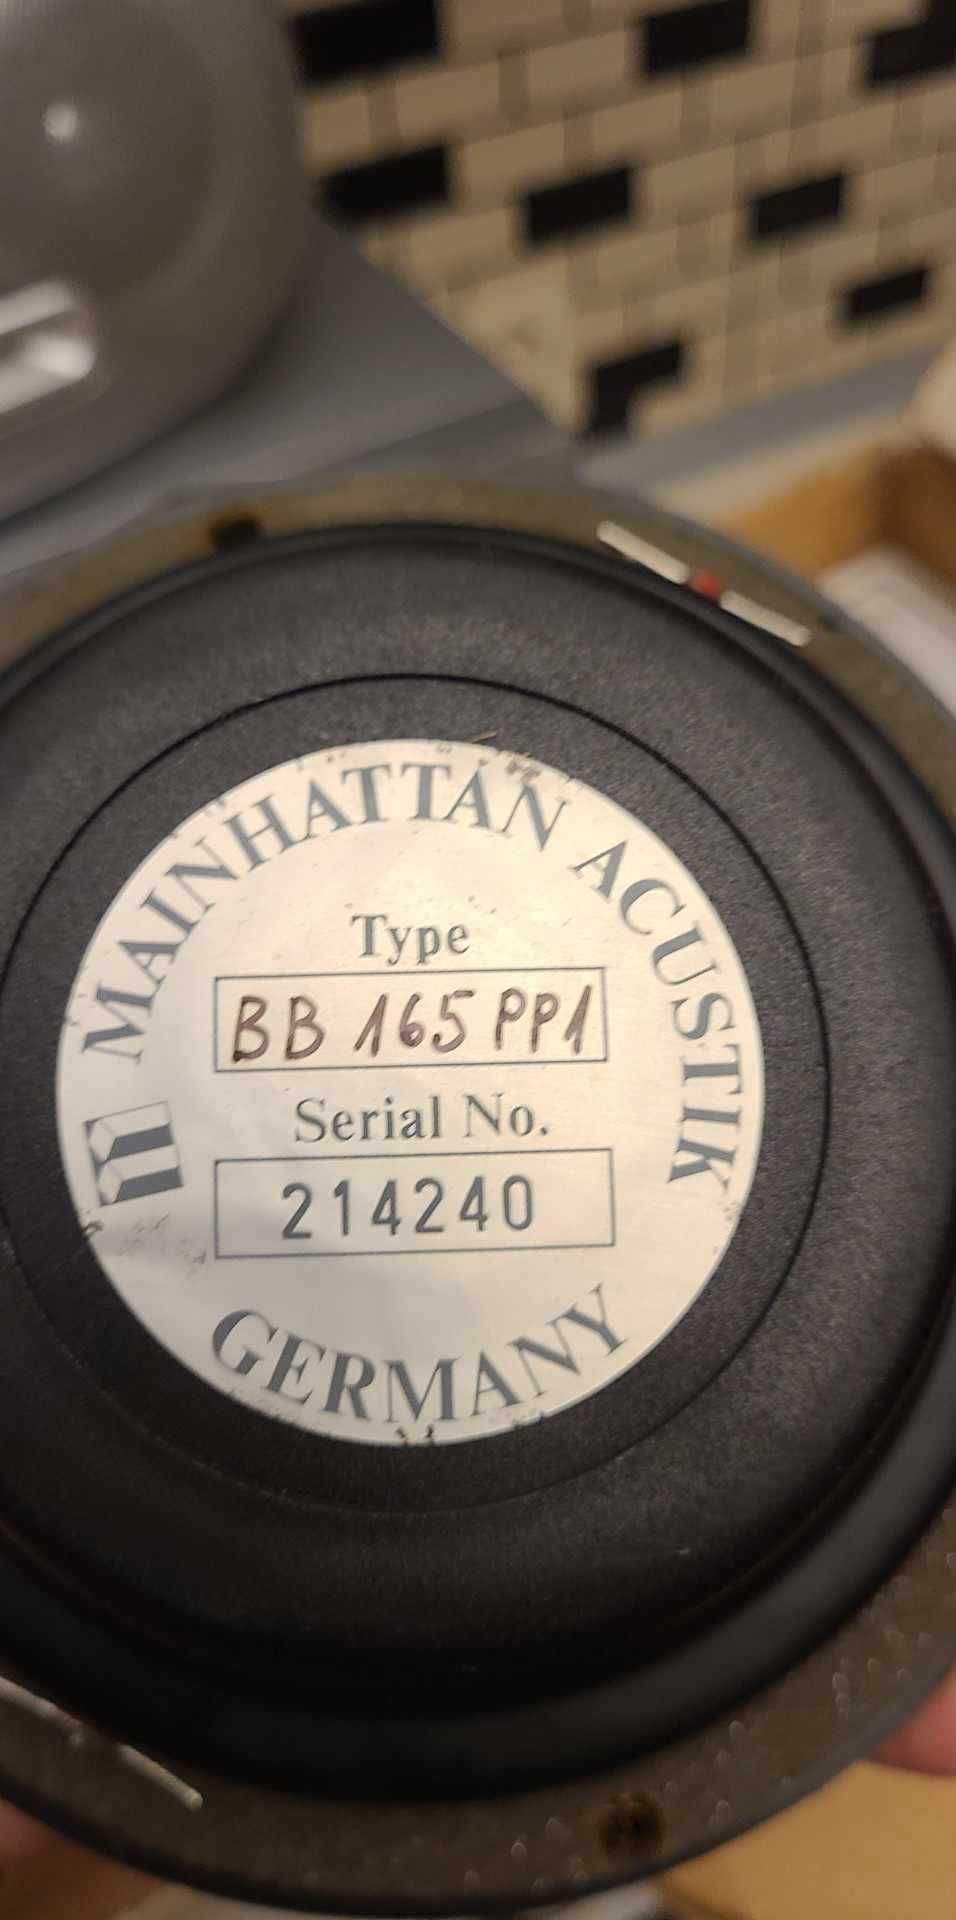 MAINHATTAN ACUSTIK
Type
BB 165 PP1
Serial No.
214240
GERMANY